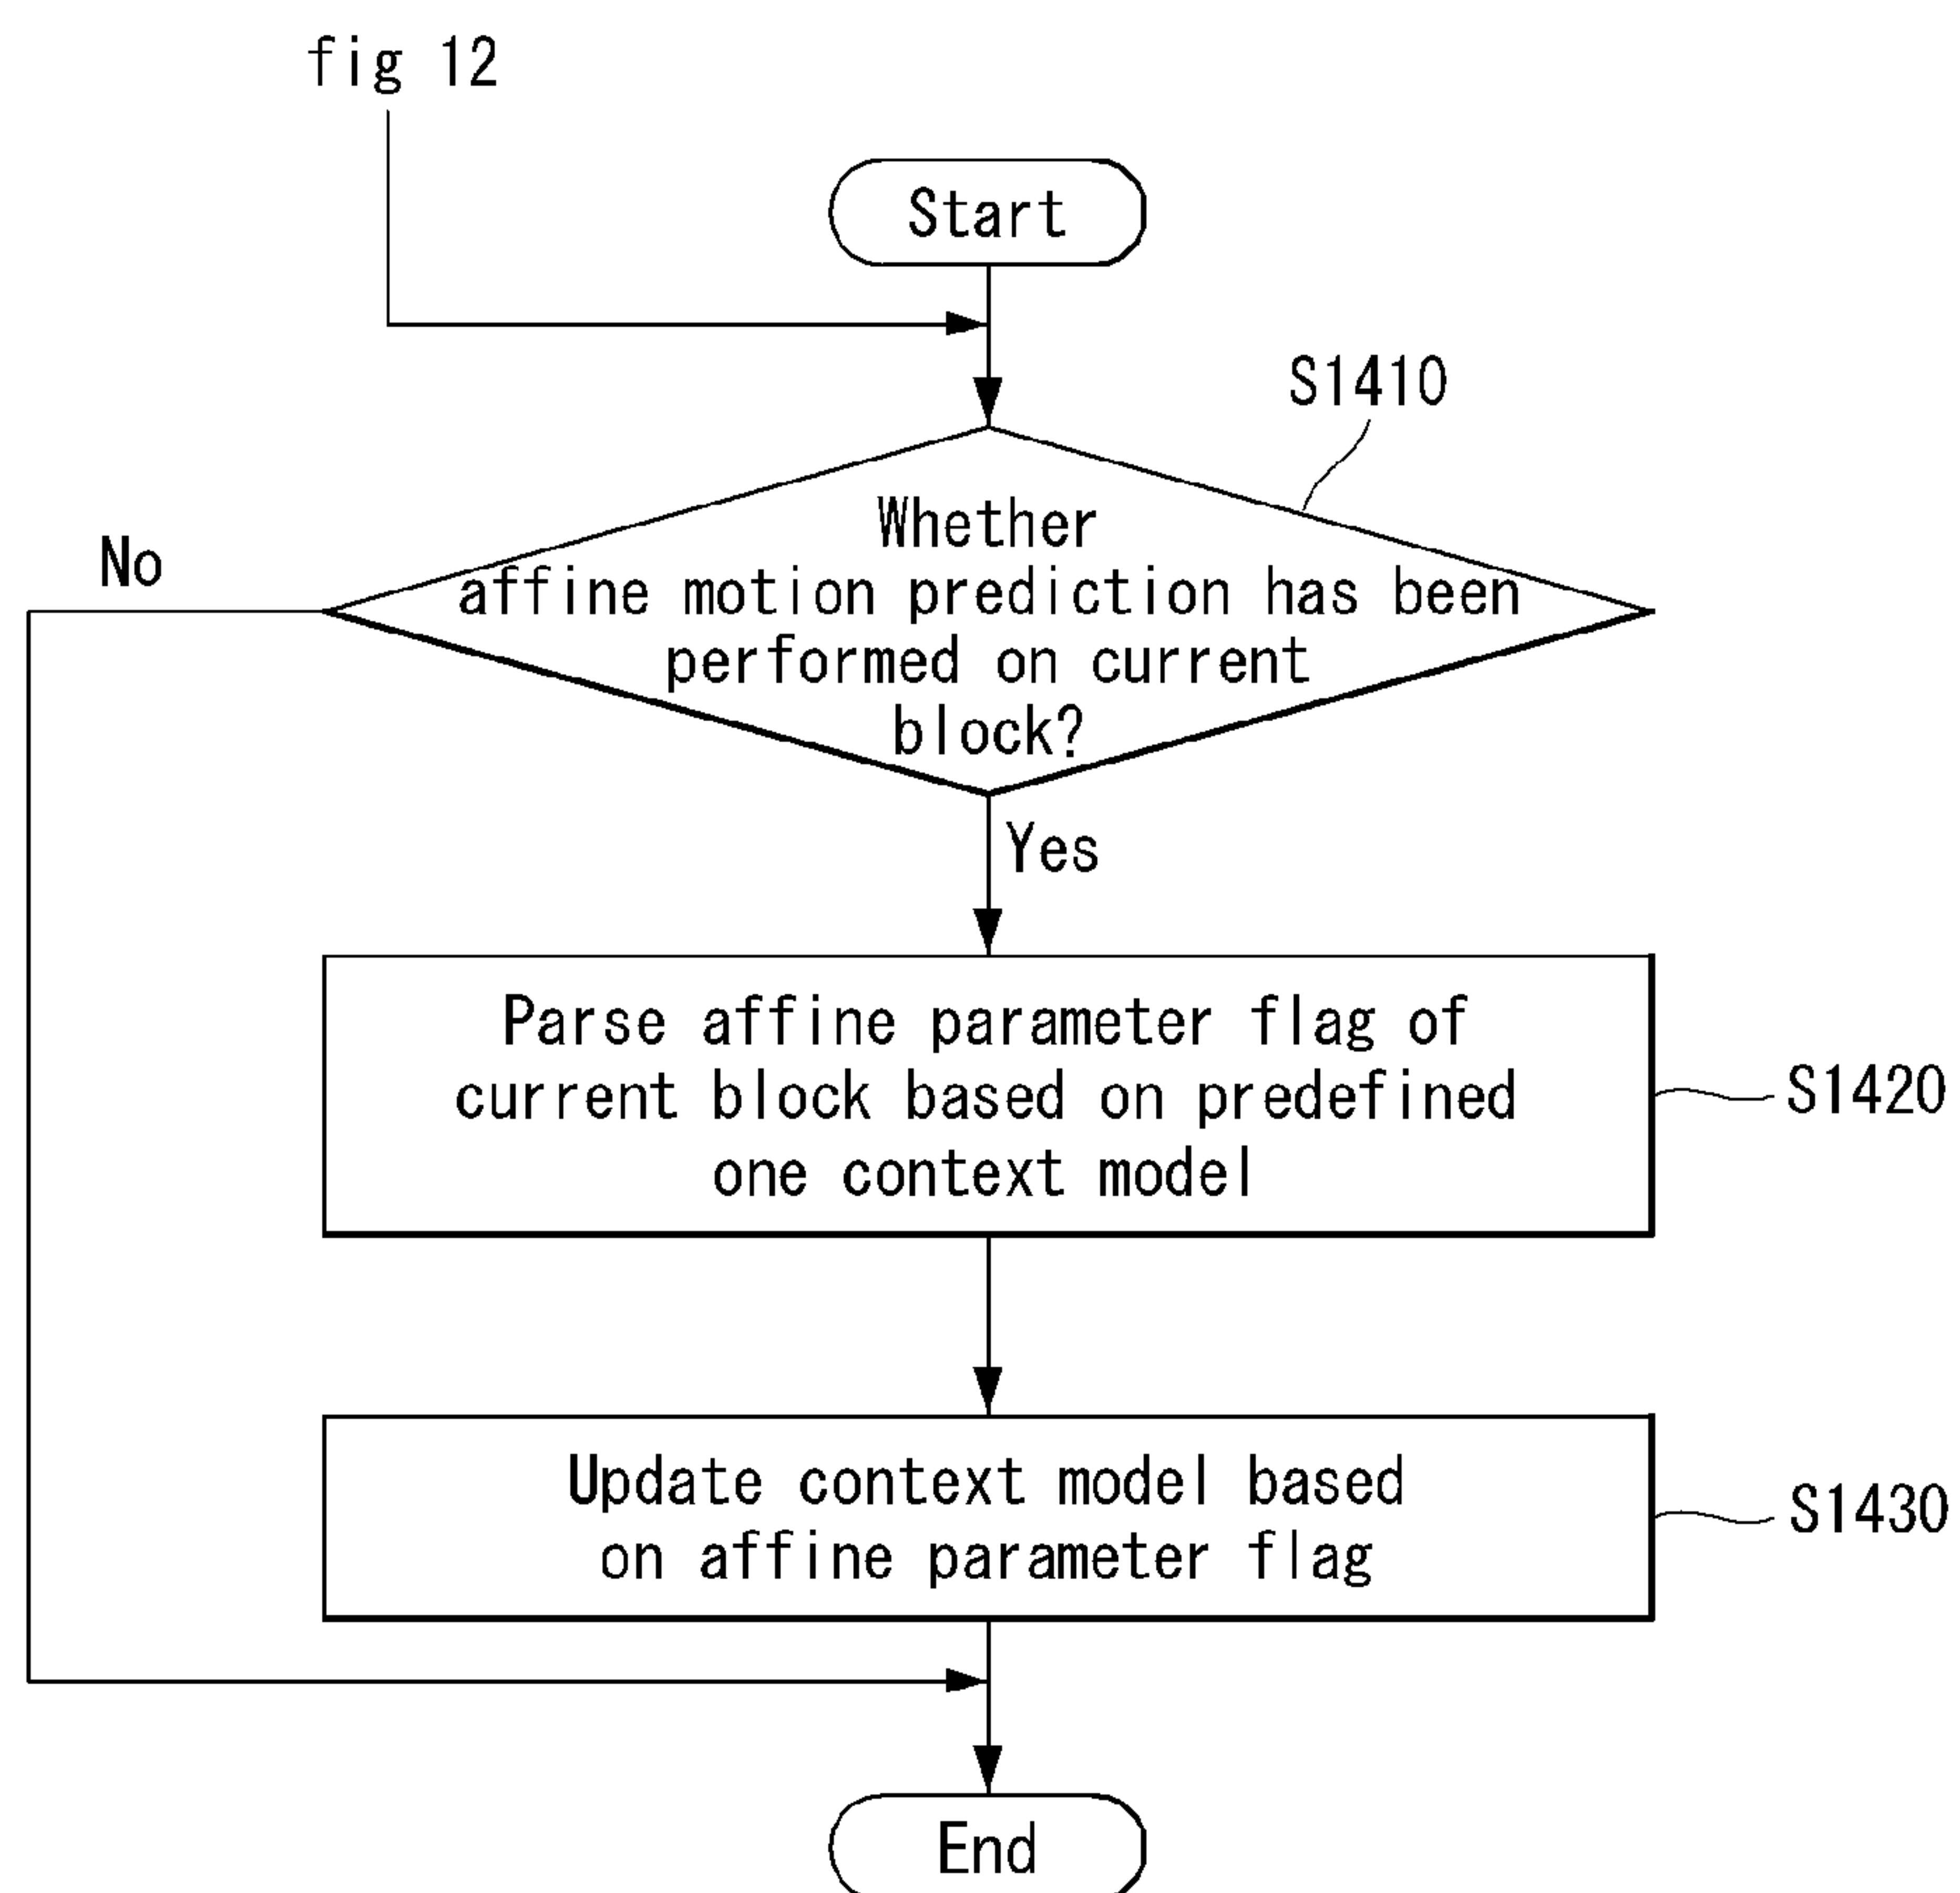 fig 12
Start
S1410
Whether
affine motion prediction has been
performed on current
block?
No
Yes
Parse affine parameter flag of
current block based on predefined
one context model
S1420
Update context model based
on affine parameter flag
S1430
End